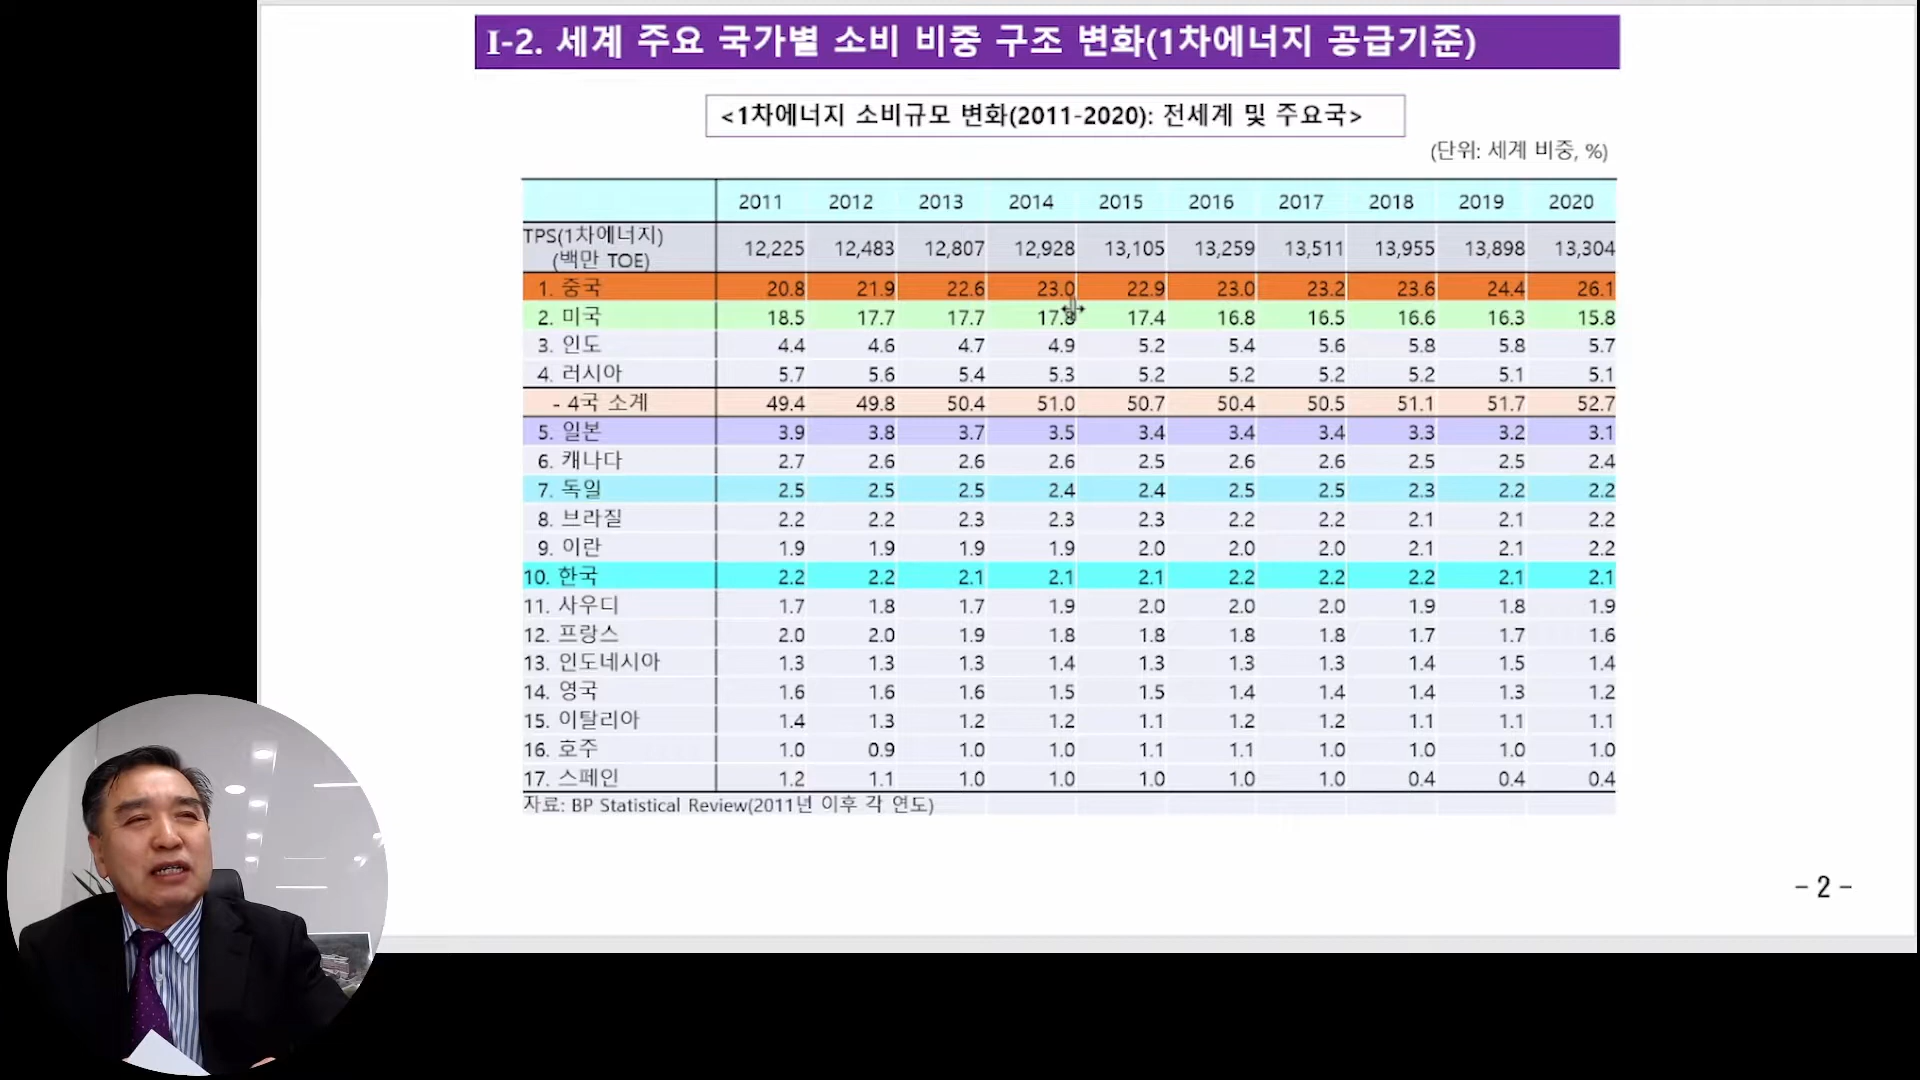 I-2. 세계 주요 국가별 소비 비중 구조 변화(1차에너지 공급기준)
<1차에너지 소비규모 변화(2011-2020): 전세계 및 주요국>
(단위: 세계 비중, %)
2011 2012 2013 2014 2015 2016 2017 2018 2019 2020
TPS(1차에너지)
(백만 TOE) 12,225 12,483 12,807 12,928 13,105 13,259 13,511 13,955 13,898 13,304
1. 중국 20.8 21.9 22.6 23.0 22.9 23.0 23.2 23.6 24.4 26.1
2. 미국 18.5 17.7 17.7 17.8 17.4 16.8 16.5 16.6 16.3 15.8
3. 인도 4.4 4.6 4.7 4.9 5.2 5.4 5.6 5.8 5.8 5.7
4. 러시아 5.7 5.6 5.4 5.3 5.2 5.2 5.2 5.2 5.1 5.1
- 4국 소계 49.4 49.8 50.4 51.0 50.7 50.4 50.5 51.1 51.7 52.7
5. 일본 3.9 3.8 3.7 3.5 3.4 3.4 3.4 3.3 3.2 3.1
6. 캐나다 2.7 2.6 2.6 2.6 2.5 2.6 2.6 2.5 2.5 2.4
7. 독일 2.5 2.5 2.5 2.4 2.4 2.5 2.5 2.3 2.2 2.2
8. 브라질 2.2 2.2 2.3 2.3 2.3 2.2 2.2 2.1 2.1 2.2
9. 이란 1.9 1.9 1.9 1.9 2.0 2.0 2.0 2.1 2.1 2.2
10. 한국 2.2 2.2 2.1 2.1 2.1 2.2 2.2 2.2 2.1 2.1
11. 사우디 1.7 1.8 1.7 1.9 2.0 2.0 2.0 1.9 1.8 1.9
12. 프랑스 2.0 2.0 1.9 1.8 1.8 1.8 1.8 1.7 1.7 1.6
13. 인도네시아 1.3 1.3 1.3 1.4 1.3 1.3 1.3 1.4 1.5 1.4
14. 영국 1.6 1.6 1.6 1.5 1.5 1.4 1.4 1.4 1.3 1.2
15. 이탈리아 1.4 1.3 1.2 1.2 1.1 1.2 1.2 1.1 1.1 1.1
16. 호주 1.0 0.9 1.0 1.0 1.1 1.1 1.0 1.0 1.0 1.0
17. 스페인 1.2 1.1 1.0 1.0 1.0 1.0 1.0 0.4 0.4 0.4
자료: BP Statistical Review(2011년 이후 각 연도)
- 2 -